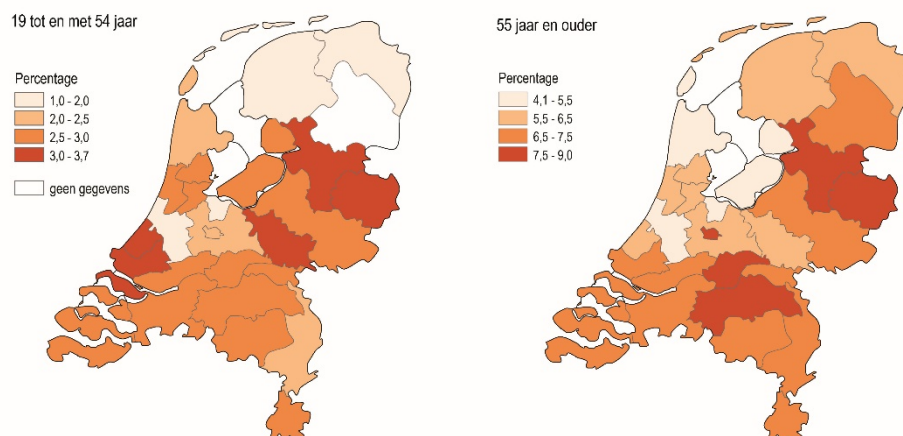 19 tot en met 54 jaar
Percentage
1,0 - 2,0
2,0 - 2,5
2,5 - 3,0
3,0 - 3,7
geen gegevens
55 jaar en ouder
Percentage
4,1 - 5,5
5,5 - 6,5
6,5 - 7,5
7,5 - 9,0